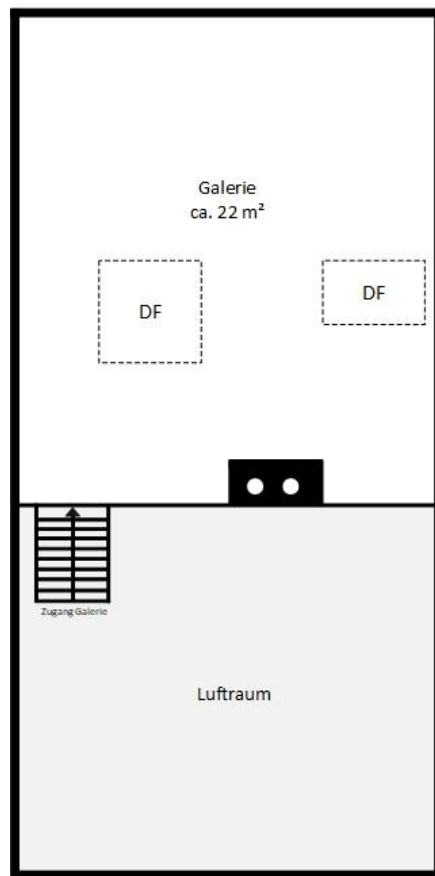 Galerie
ca. 22 m²
DF
DF
Zugang Galerie
Luftraum